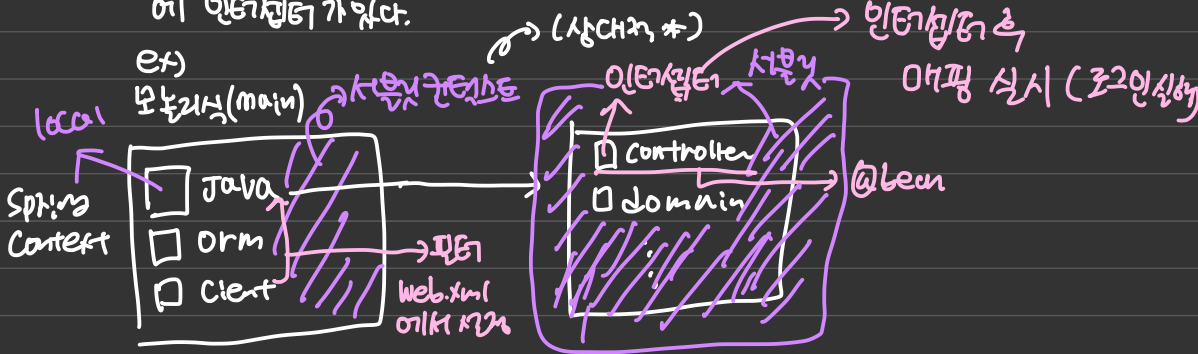 에 인터셉터가 있다.
ex)
모놀리식(main)
서블릿 컨텍스트
(상대적 *)
인터셉터 측
매핑 실시 (로그인실행
인터셉터
서블릿
local
Spring
Context
Java
orm
Cient
필터
Web.xml
에서 설정
controller
domain
@bean